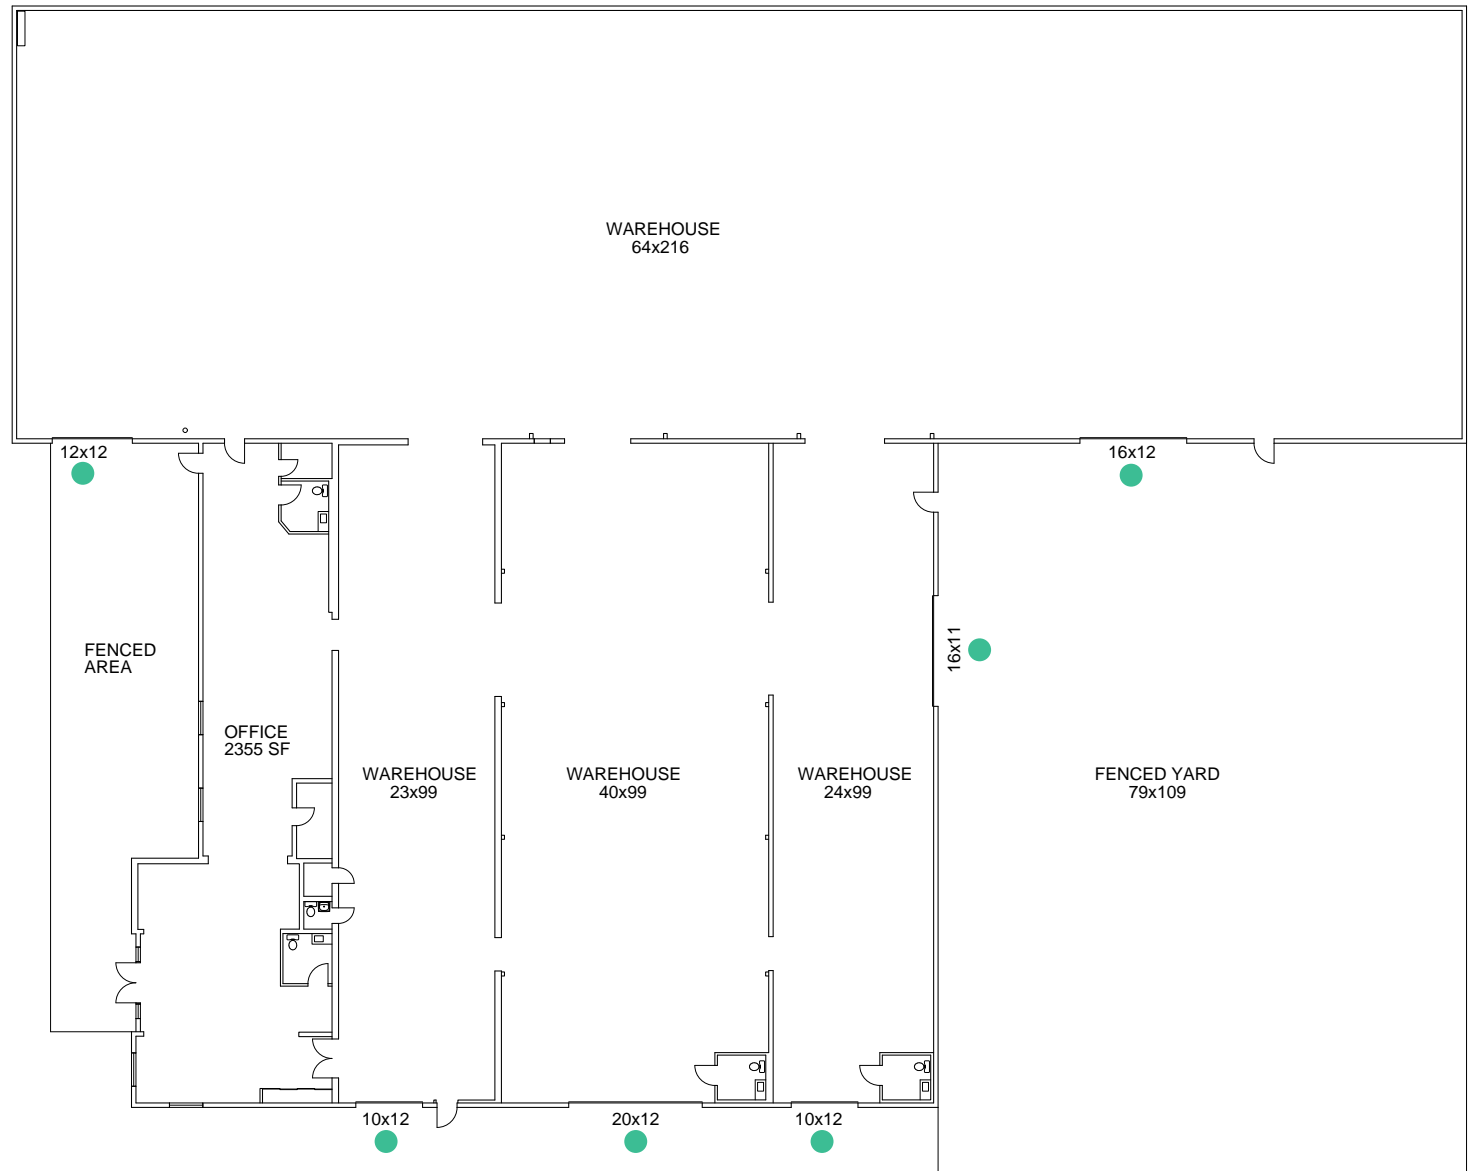 WAREHOUSE
64x216
12x12
16x12
16x11
FENCED
AREA
OFFICE
2355 SF
WAREHOUSE
23x99
WAREHOUSE
40x99
WAREHOUSE
24x99
FENCED YARD
79x109
10x12
20x12
10x12